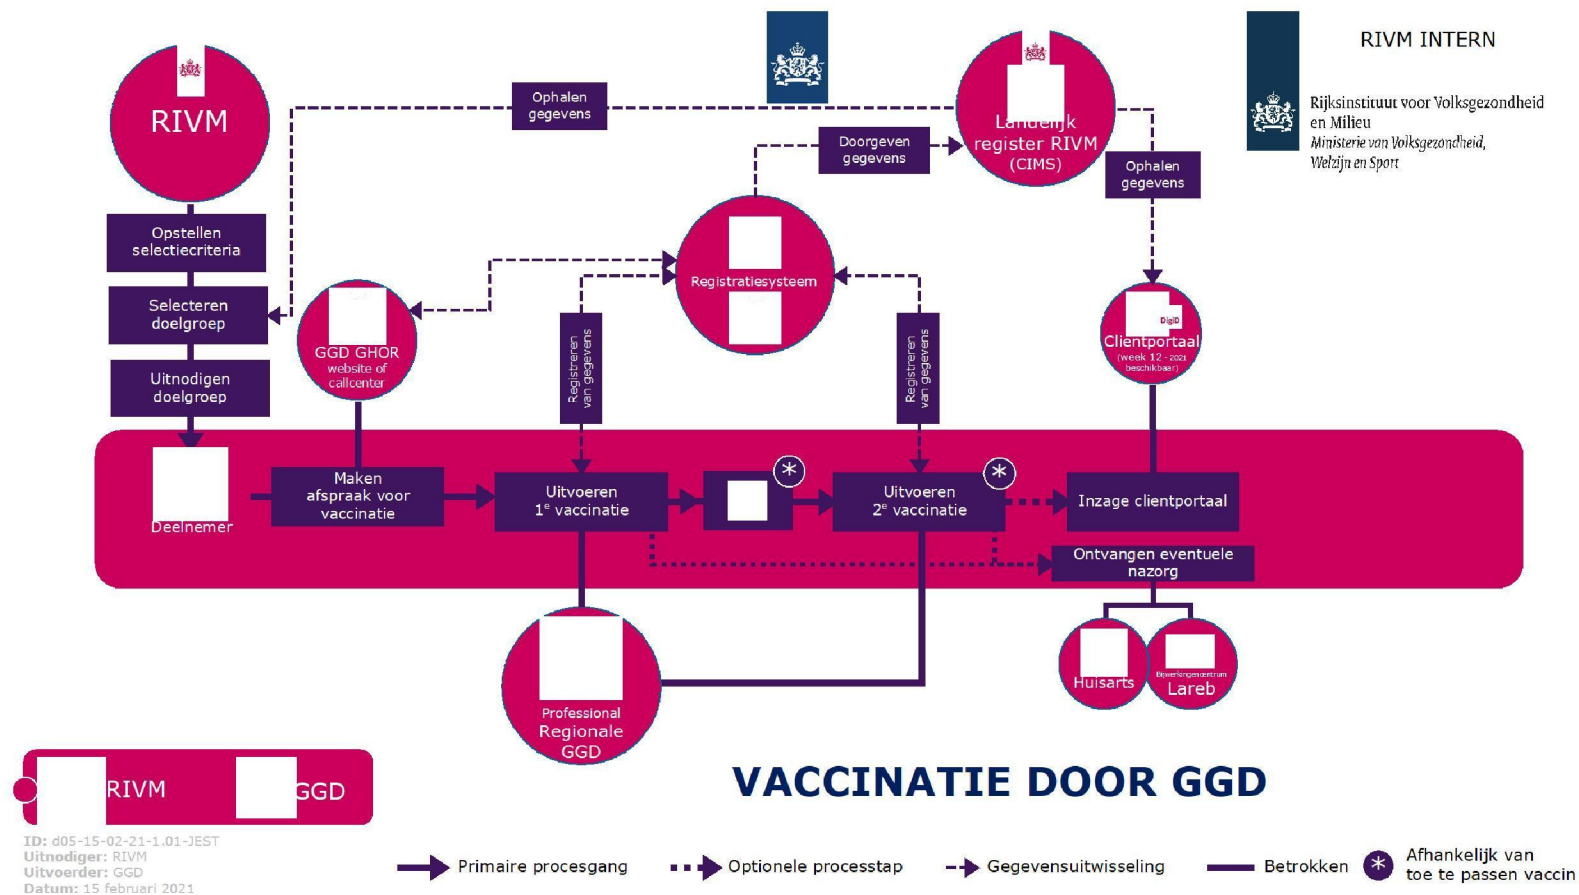 RIVM INTERN
Rijksinstituut voor Volksgezondheid
en Milieu
Ministerie van Volksgezondheid,
Welzijn en Sport
RIVM
Ophalen
gegevens
Landelijk
register RIVM
(CIMS)
Doorgeven
gegevens
Ophalen
gegevens
Opstellen
selectiecriteria
Selecteren
doelgroep
Uitnodigen
doelgroep
GGD GHOR
website of
callcenter
Registratiesysteem
Registreren
van gegevens
Registreren
van gegevens
DigiD
Clientportaal
(week 12 - 2021
beschikbaar)
Deelnemer
Maken
afspraak voor
vaccinatie
Uitvoeren
1e vaccinatie
*
Uitvoeren
2e vaccinatie
*
Inzage clientportaal
Ontvangen eventuele
nazorg
Professional
Regionale
GGD
Huisarts
Bijwerkingencentrum
Lareb
RIVM
GGD
VACCINATIE DOOR GGD
ID: d05-15-02-21-1.01-JEST
Uitnodiger: RIVM
Uitvoerder: GGD
Datum: 15 februari 2021
Primaire procesgang
Optionele processtap
Gegevensuitwisseling
Betrokken
*
Afhankelijk van
toe te passen vaccin